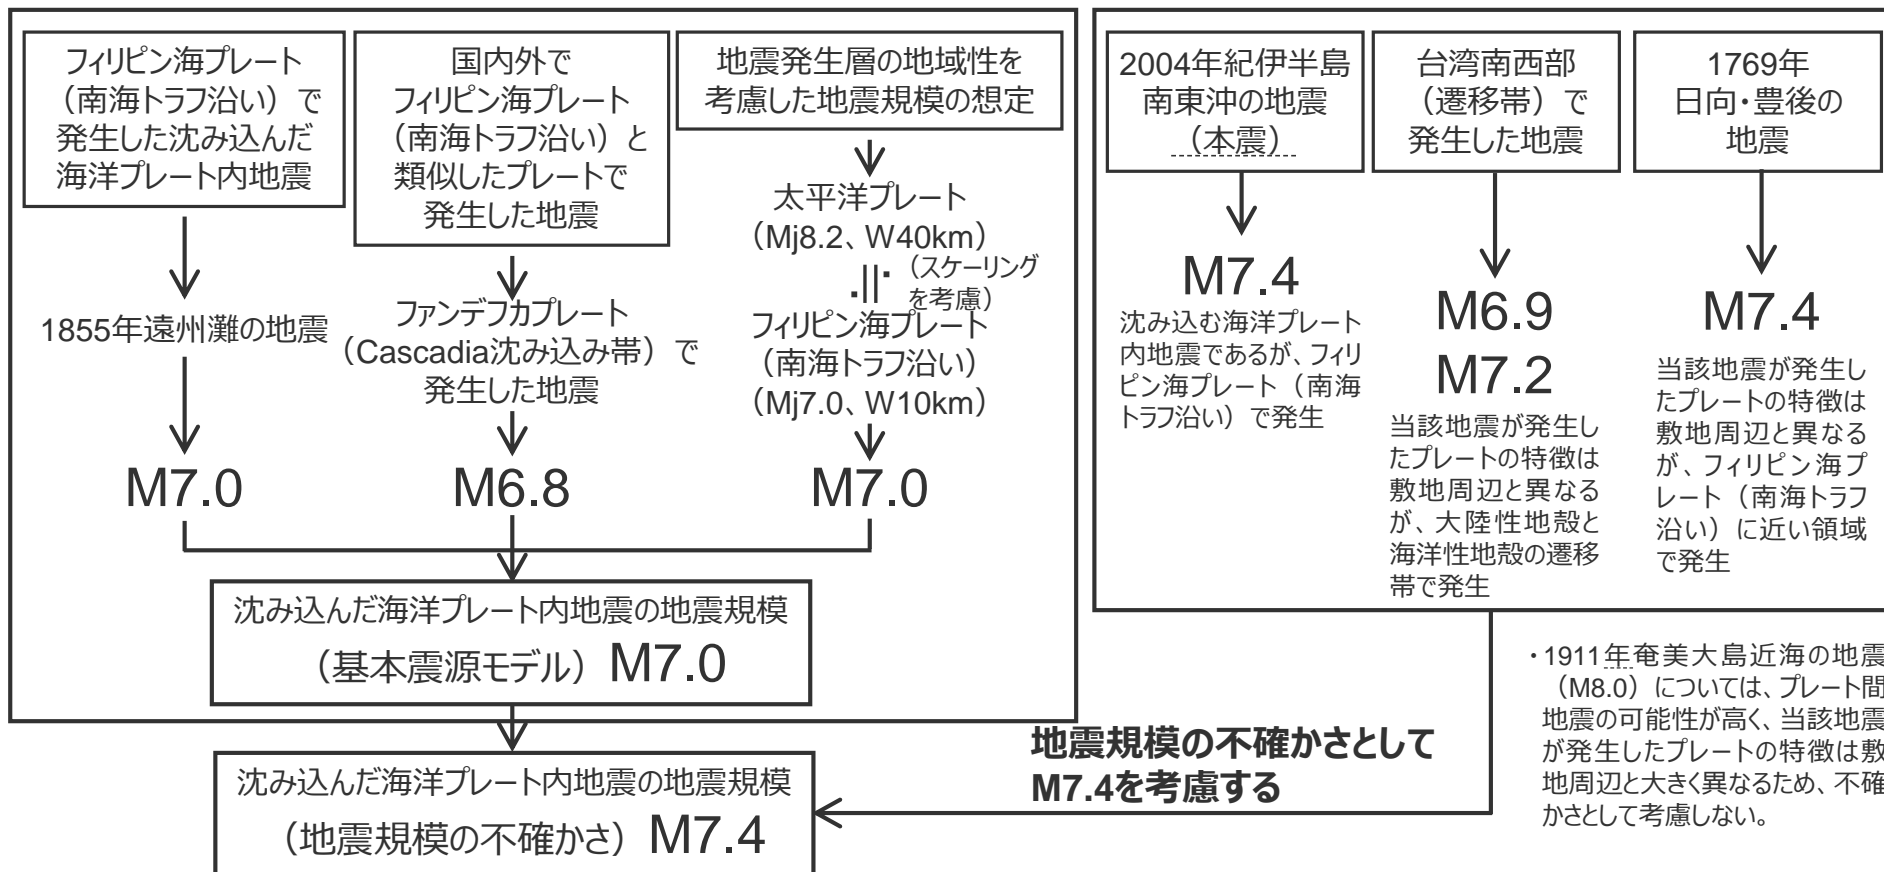 フィリピン海プレート
（南海トラフ沿い）で
発生した沈み込んだ
海洋プレート内地震
1855年遠州灘の地震
M7.0
国内外で
フィリピン海プレート
（南海トラフ沿い）と
類似したプレートで
発生した地震
ファンデフカプレート
（Cascadia沈み込み帯）で
発生した地震
M6.8
地震発生層の地域性を
考慮した地震規模の想定
太平洋プレート
（Mj8.2、W40km）
（スケーリング
を考慮）
フィリピン海プレート
（南海トラフ沿い）
（Mj7.0、W10km）
M7.0
沈み込んだ海洋プレート内地震の地震規模
（基本震源モデル）M7.0
沈み込んだ海洋プレート内地震の地震規模
（地震規模の不確かさ）M7.4
2004年紀伊半島
南東沖の地震
（本震）
M7.4
沈み込む海洋プレート
内地震であるが、フィリ
ピン海プレート（南海
トラフ沿い）で発生
台湾南西部
（遷移帯）で
発生した地震
M6.9
M7.2
当該地震が発生し
たプレートの特徴は
敷地周辺と異なる
が、大陸性地殻と
海洋性地殻の遷移
帯で発生
1769年
日向・豊後の
地震
M7.4
当該地震が発生し
たプレートの特徴は
敷地周辺と異なる
が、フィリピン海プ
レート（南海トラフ
沿い）に近い領域
で発生
地震規模の不確かさとして
M7.4を考慮する
・1911年奄美大島近海の地震
（M8.0）については、プレート間
地震の可能性が高く、当該地震
が発生したプレートの特徴は敷
地周辺と大きく異なるため、不確
かさとして考慮しない。